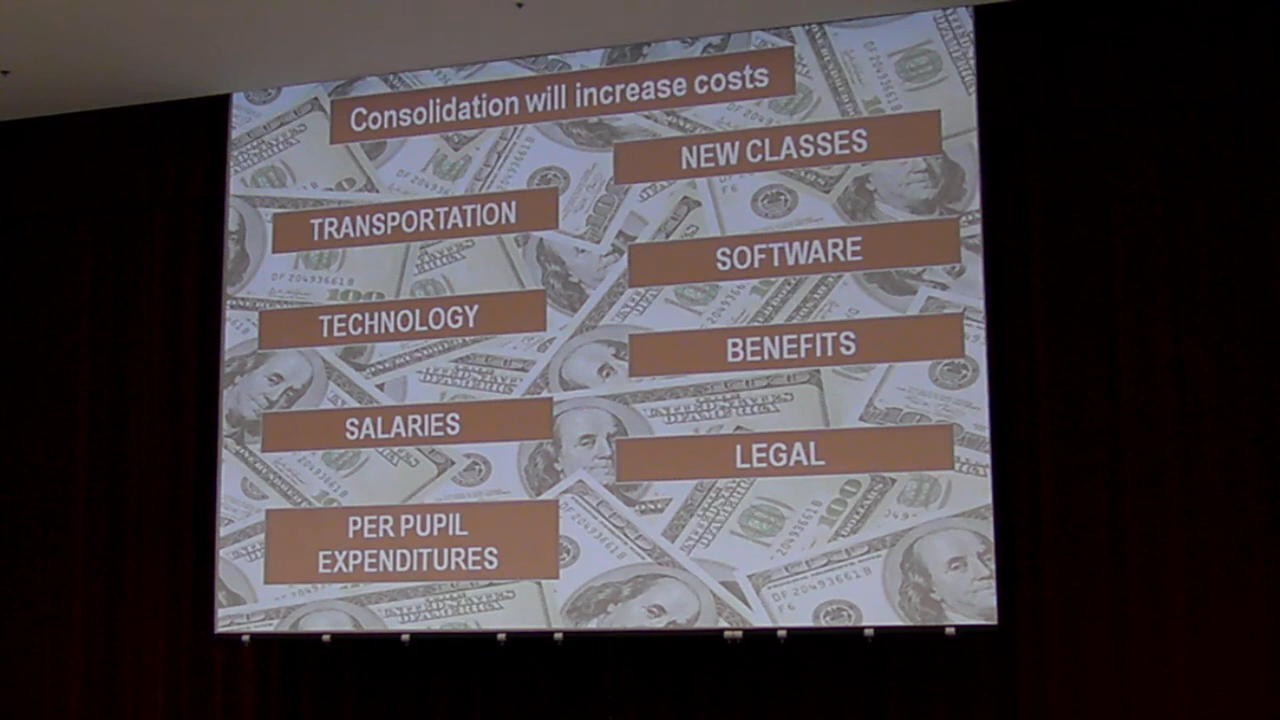 Consolidation will increase costs
NEW CLASSES
TRANSPORTATION
SOFTWARE
TECHNOLOGY
BENEFITS
SALARIES
LEGAL
PER PUPIL
EXPENDITURES